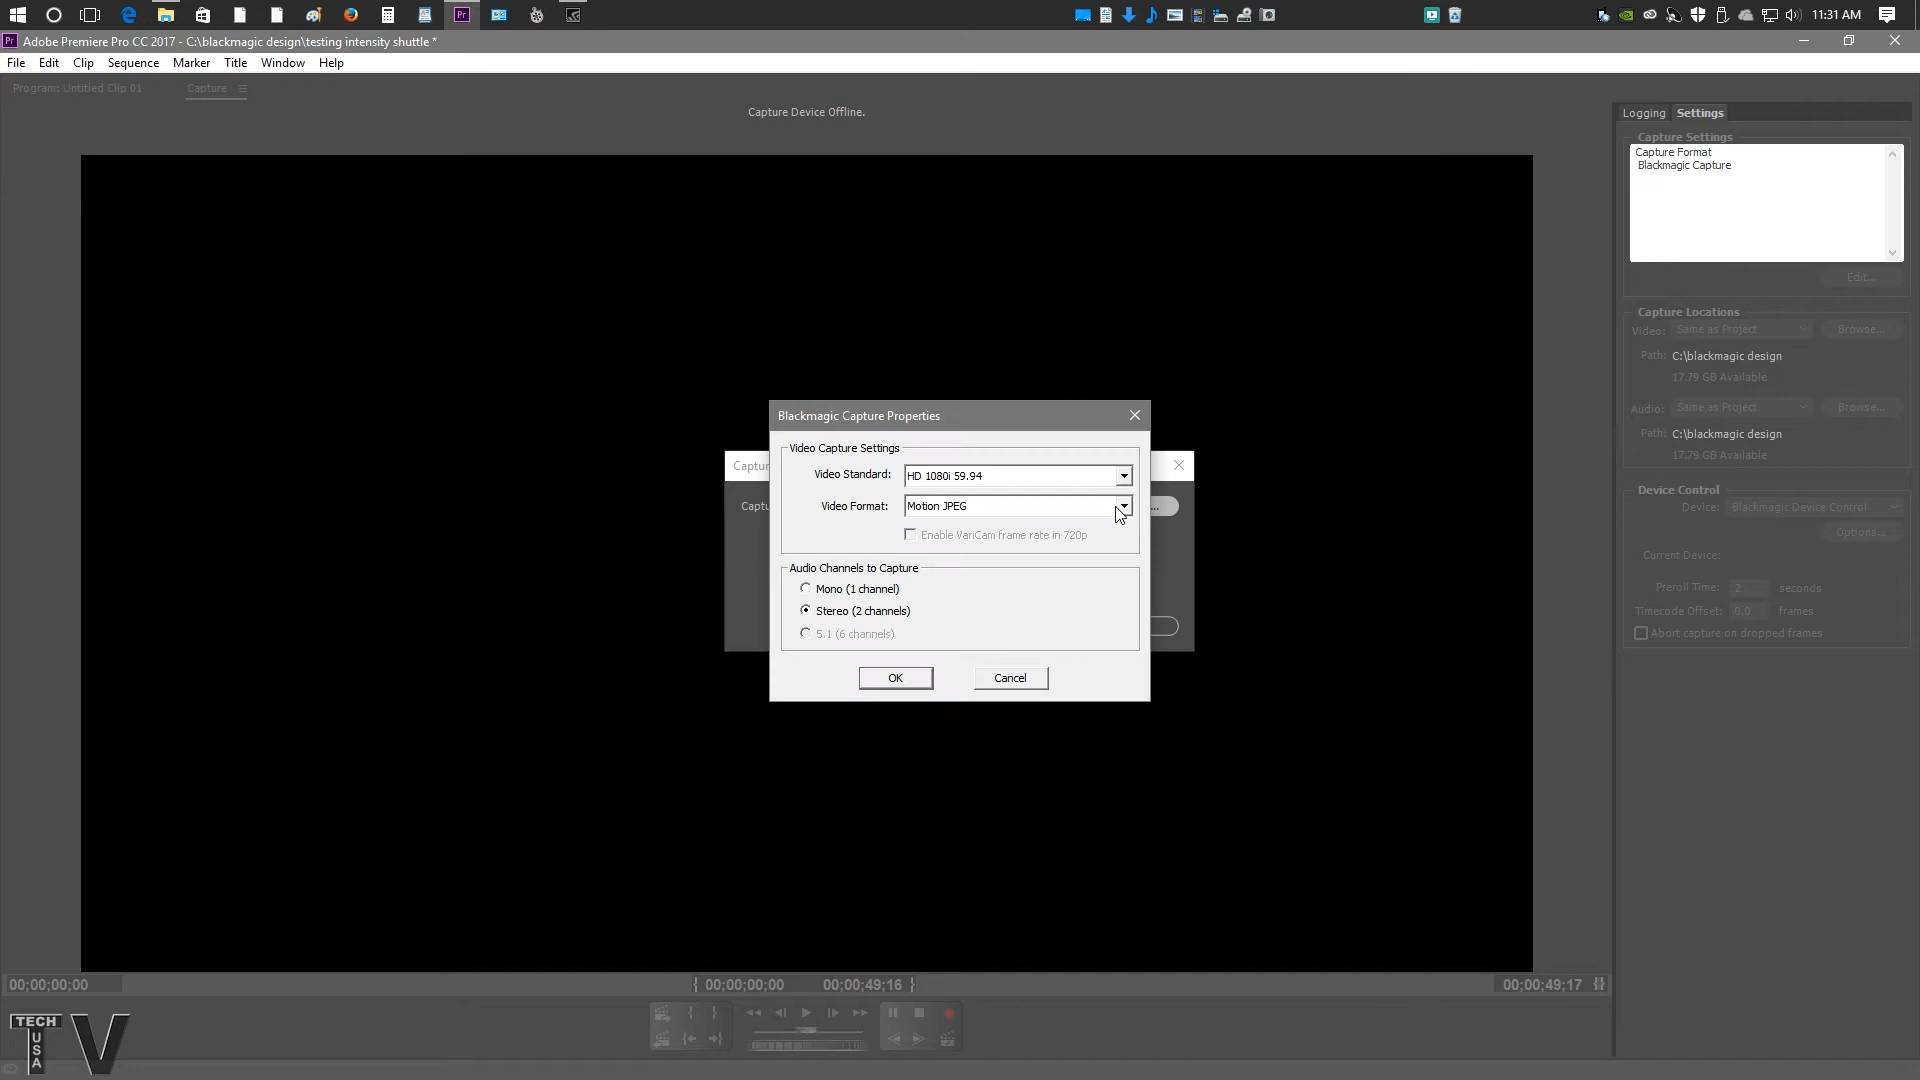 11:31 AM
Pr Adobe Premiere Pro CC 2017 - C:\blackmagic design\testing intensity shuttle *
File Edit Clip Sequence Marker Title Window Help
Program: Untitled Clip 01 Capture
Capture Device Offline.
Logging Settings
Capture Settings
Capture Format
Blackmagic Capture
Edit...
Capture Locations
Video: Same as Project Browse...
Path: C:\blackmagic design
17.79 GB Available
Audio: Same as Project Browse...
Path: C:\blackmagic design
17.79 GB Available
Device Control
Device: Blackmagic Device Control
Options...
Current Device:
Preroll Time: 2 seconds
Timecode Offset: 0.0 frames
Abort capture on dropped frames
Blackmagic Capture Properties
Video Capture Settings
Video Standard: HD 1080i 59.94
Video Format: Motion JPEG
Enable VariCam frame rate in 720p
Audio Channels to Capture
Mono (1 channel)
Stereo (2 channels)
5.1 (6 channels)
OK Cancel
00;00;00;00 { 00;00;00;00 00;00;49;16 } 00;00;49;17 {}
TECH
USA
TV